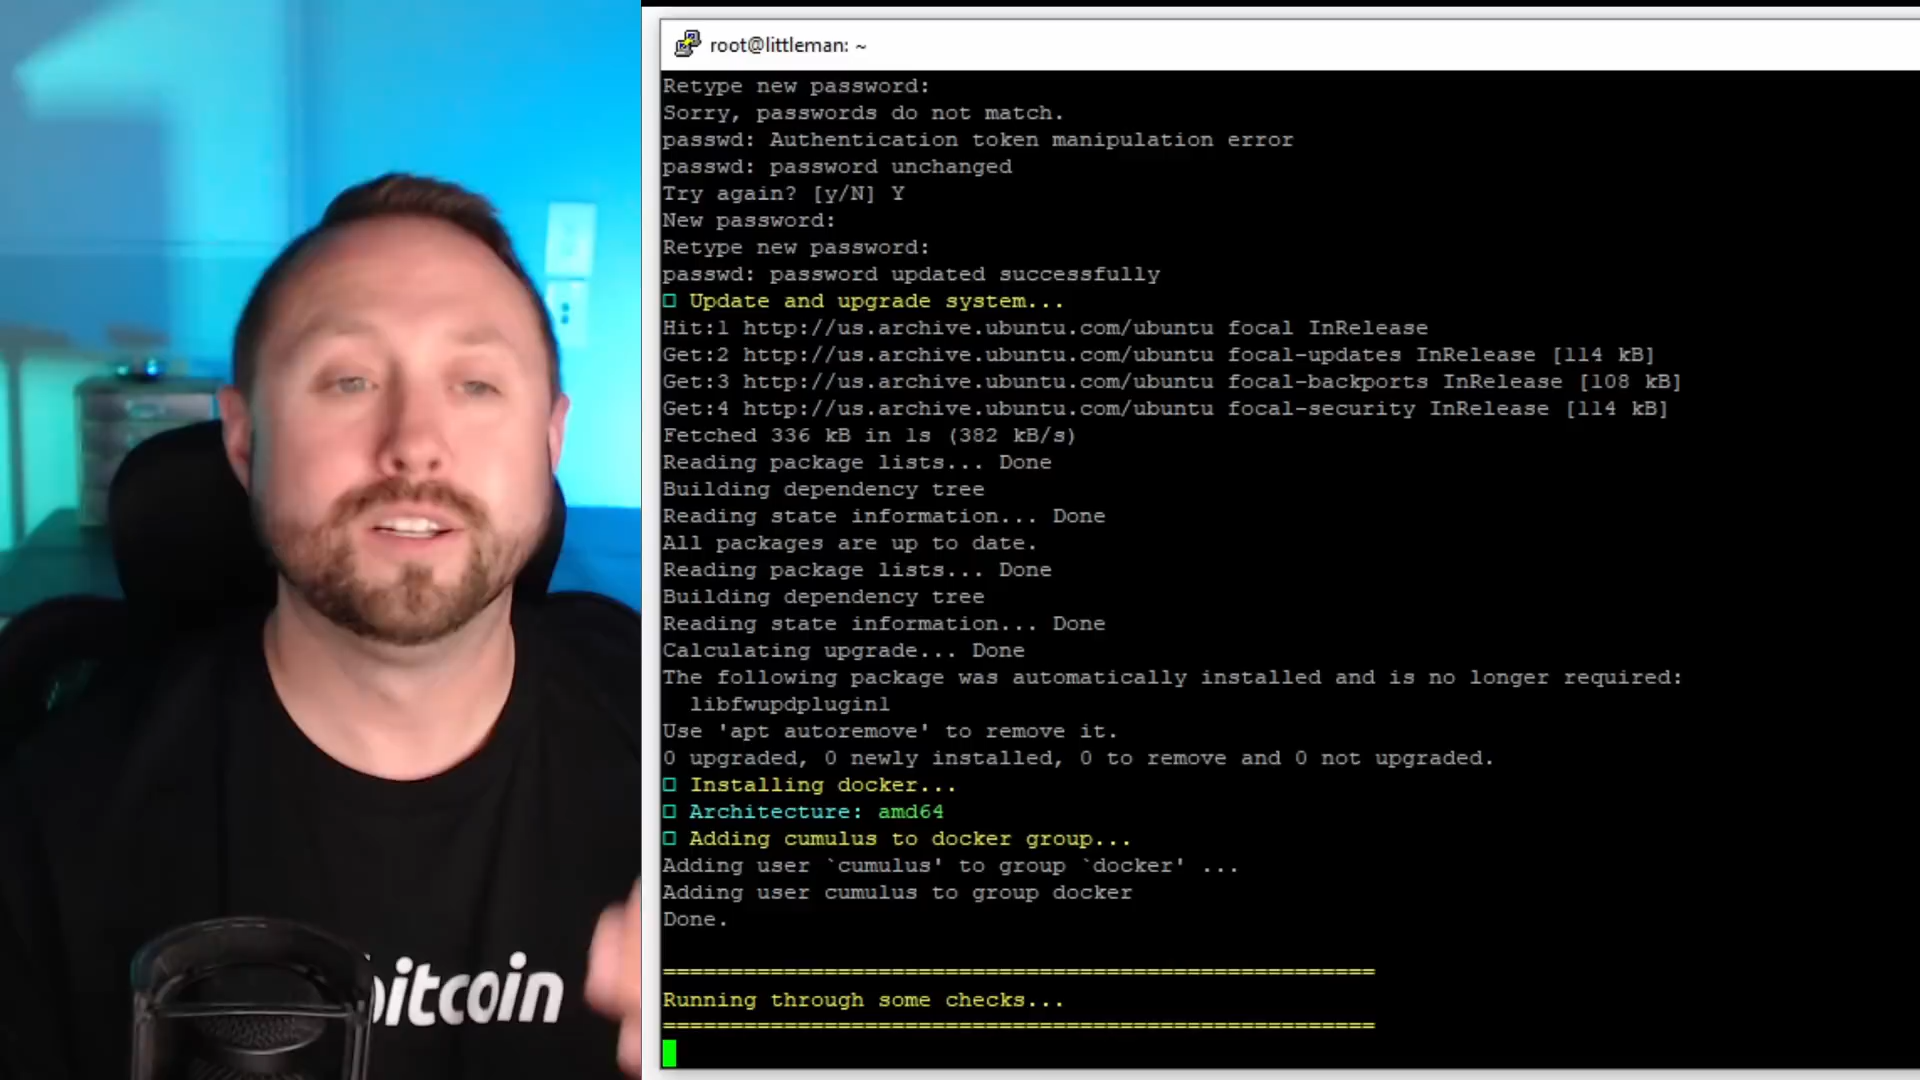 root@littleman: ~
Retype new password:
Sorry, passwords do not match.
passwd: Authentication token manipulation error
passwd: password unchanged
Try again? [y/N] Y
New password:
Retype new password:
passwd: password updated successfully
Update and upgrade system...
Hit:1 http://us.archive.ubuntu.com/ubuntu focal InRelease
Get:2 http://us.archive.ubuntu.com/ubuntu focal-updates InRelease [114 kB]
Get:3 http://us.archive.ubuntu.com/ubuntu focal-backports InRelease [108 kB]
Get:4 http://us.archive.ubuntu.com/ubuntu focal-security InRelease [114 kB]
Fetched 336 kB in 1s (382 kB/s)
Reading package lists... Done
Building dependency tree
Reading state information... Done
All packages are up to date.
Reading package lists... Done
Building dependency tree
Reading state information... Done
Calculating upgrade... Done
The following package was automatically installed and is no longer required:
libfwupdplugin1
Use 'apt autoremove' to remove it.
0 upgraded, 0 newly installed, 0 to remove and 0 not upgraded.
Installing docker...
Architecture: amd64
Adding cumulus to docker group...
Adding user `cumulus' to group `docker' ...
Adding user cumulus to group docker
Done.
=====================================================
Running through some checks...
=====================================================
bitcoin